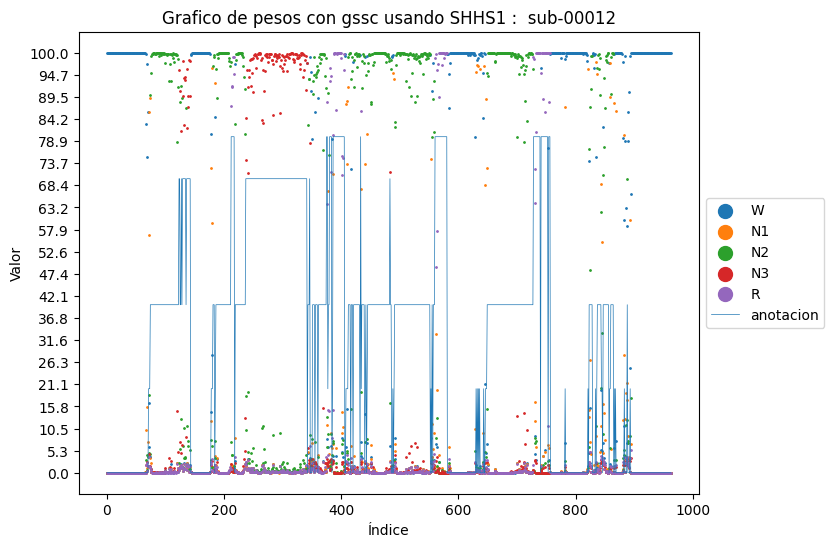 Grafico de pesos con gssc usando SHHS1 :  sub-00012
Valor
100.0
94.7
89.5
84.2
78.9
73.7
68.4
63.2
57.9
52.6
47.4
42.1
36.8
31.6
26.3
21.1
15.8
10.5
5.3
0.0
0
200
400
600
800
1000
Índice
W
N1
N2
N3
R
anotacion